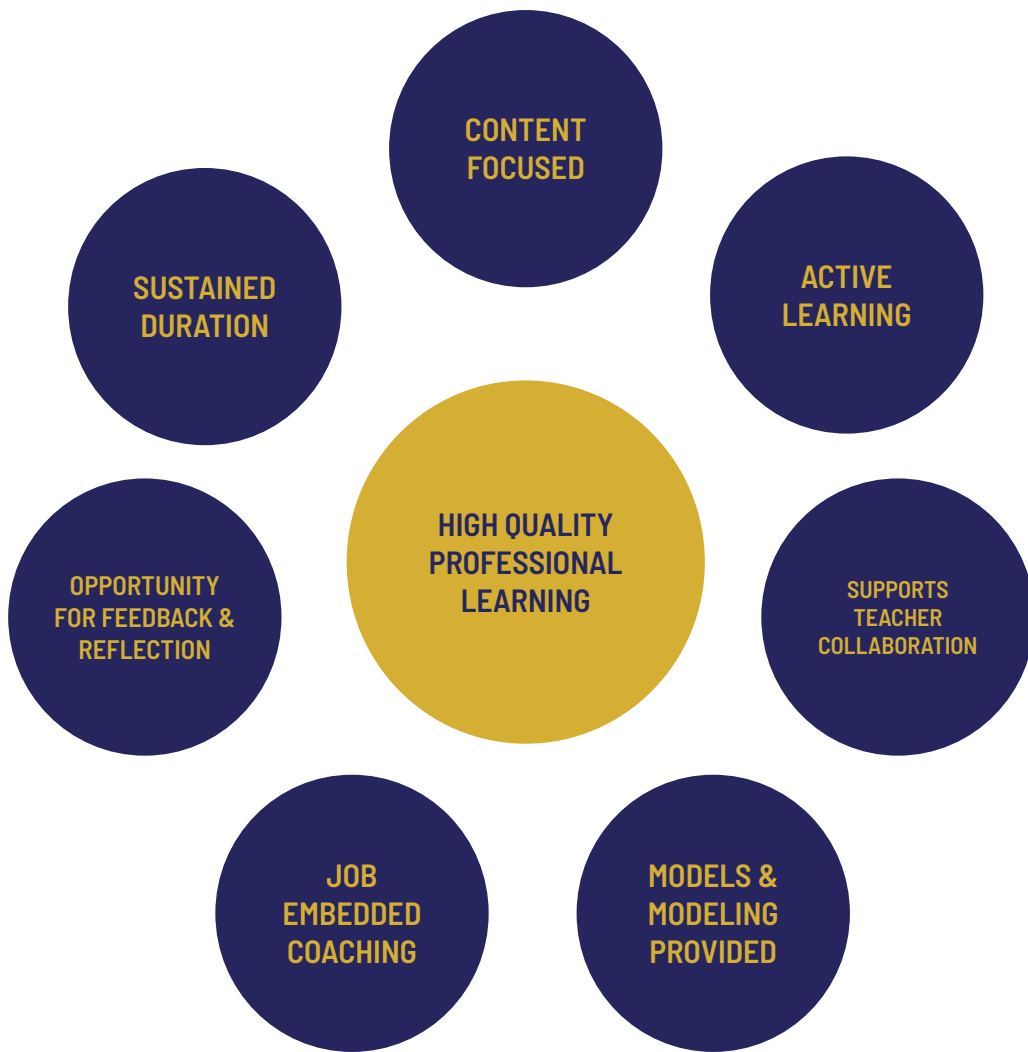 CONTENT
FOCUSED
ACTIVE
LEARNING
SUSTAINED
DURATION
HIGH QUALITY
PROFESSIONAL
LEARNING
OPPORTUNITY
FOR FEEDBACK &
REFLECTION
SUPPORTS
TEACHER
COLLABORATION
JOB
EMBEDDED
COACHING
MODELS &
MODELING
PROVIDED